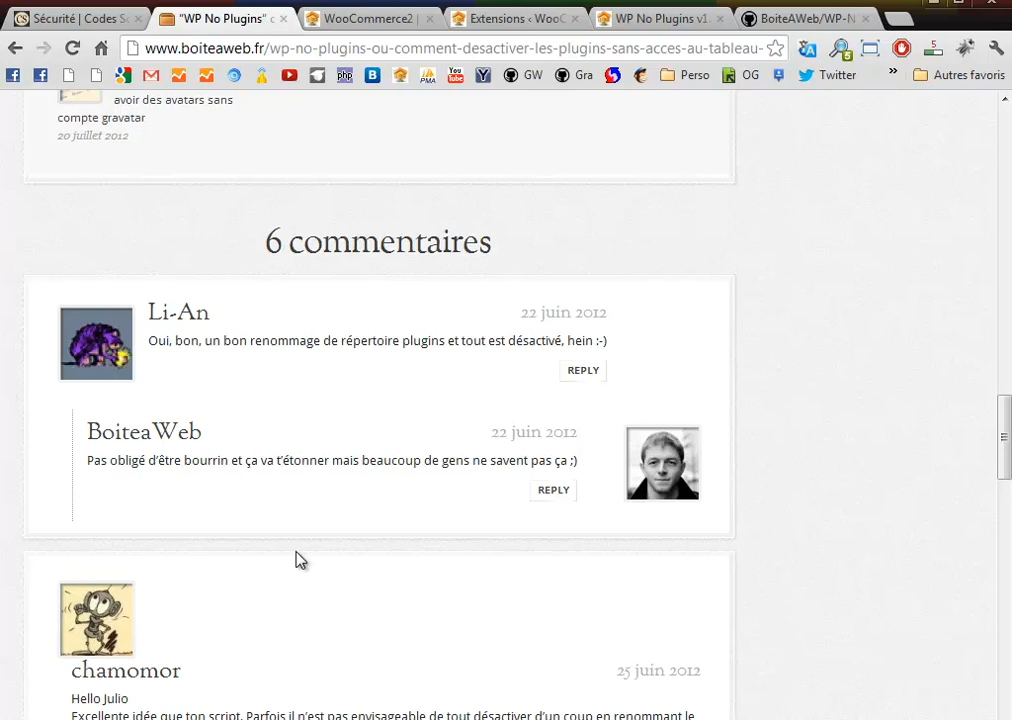 Sécurité | Codes S
"WP No Plugins" 
WooCommerce2 |
Extensions ‹ WooC
WP No Plugins v1.
BoiteAWeb/WP-N
www.boiteaweb.fr/wp-no-plugins-ou-comment-desactiver-les-plugins-sans-acces-au-tableau-
GW
Gra
Perso
OG
Twitter
»
Autres favoris
avoir des avatars sans
compte gravatar
20 juillet 2012
6 commentaires
Li-An
22 juin 2012
Oui, bon, un bon renommage de répertoire plugins et tout est désactivé, hein :-)
REPLY
BoiteaWeb
22 juin 2012
Pas obligé d'être bourrin et ça va t'étonner mais beaucoup de gens ne savent pas ça ;)
REPLY
chamomor
25 juin 2012
Hello Julio
Excellente idée que ton script. Parfois il n'est pas envisageable de tout désactiver d'un coup en renommant le